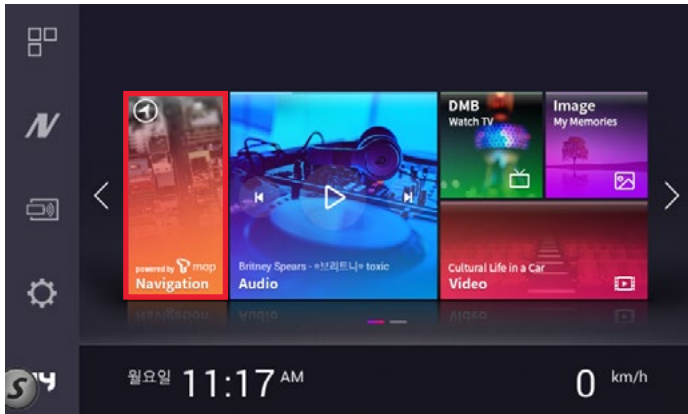 DMB
Watch TV
Image
My Memories
powered by T map
Navigation
Britney Spears - =브리트니= toxic
Audio
Cultural Life in a Car
Video
월요일 11:17 AM
0 km/h